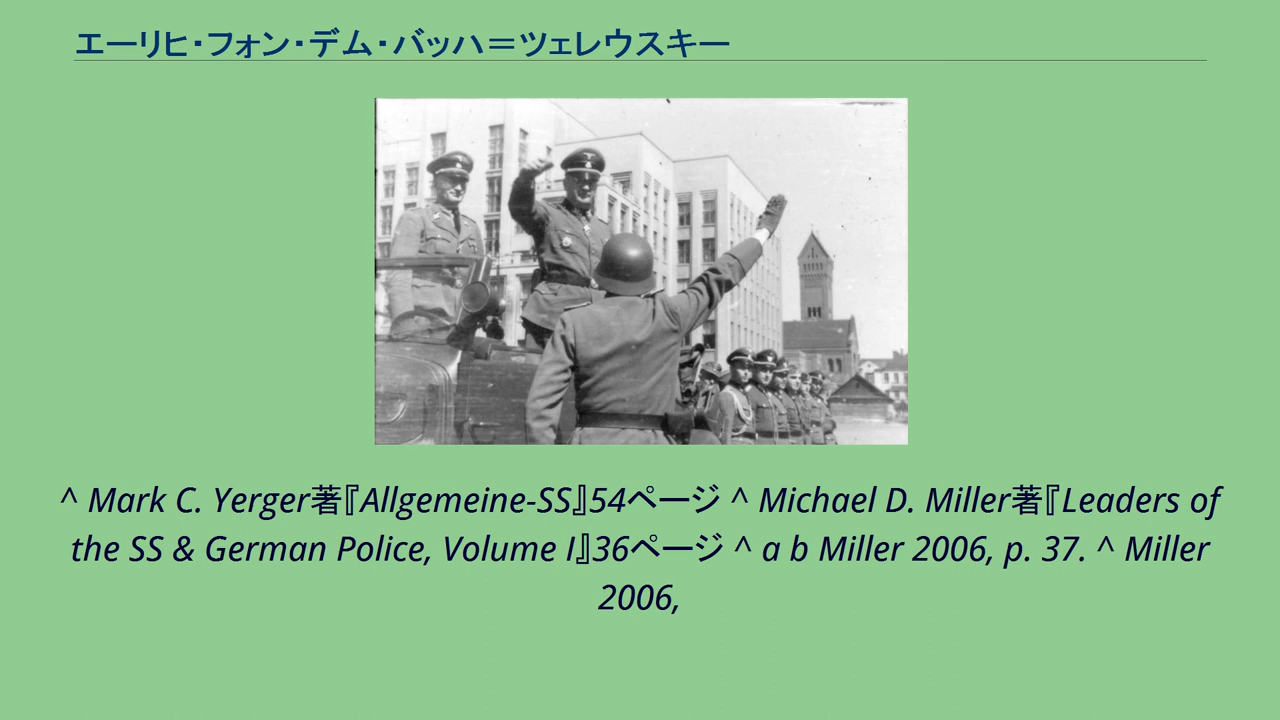 エーリヒ・フォン・デム・バッハ＝ツェレウスキー
^ Mark C. Yerger著『Allgemeine-SS』54ページ ^ Michael D. Miller著『Leaders of
the SS & German Police, Volume I』36ページ ^ a b Miller 2006, p. 37. ^ Miller
2006,